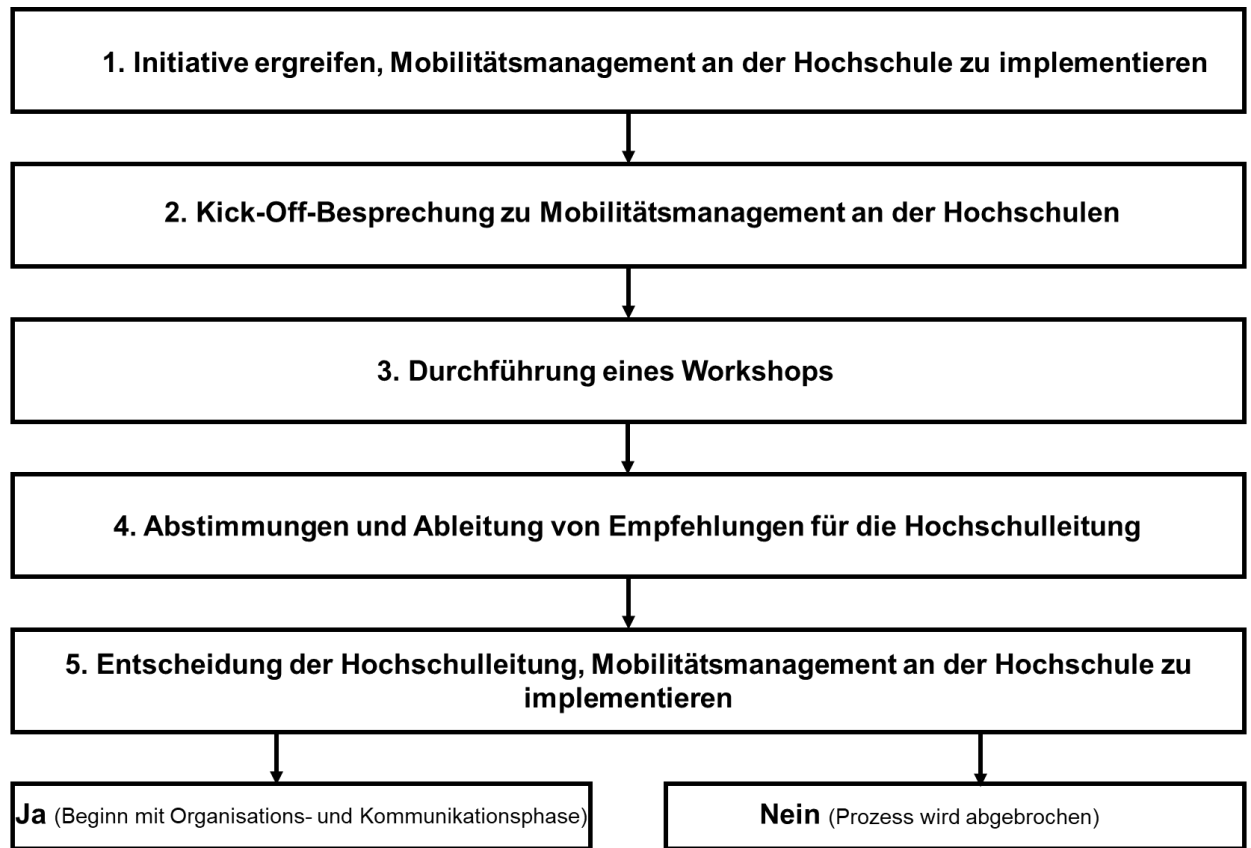 1. Initiative ergreifen, Mobilitätsmanagement an der Hochschule zu implementieren
2. Kick-Off-Besprechung zu Mobilitätsmanagement an der Hochschulen
3. Durchführung eines Workshops
4. Abstimmungen und Ableitung von Empfehlungen für die Hochschulleitung
5. Entscheidung der Hochschulleitung, Mobilitätsmanagement an der Hochschule zu
implementieren
Ja (Beginn mit Organisations- und Kommunikationsphase)
Nein (Prozess wird abgebrochen)